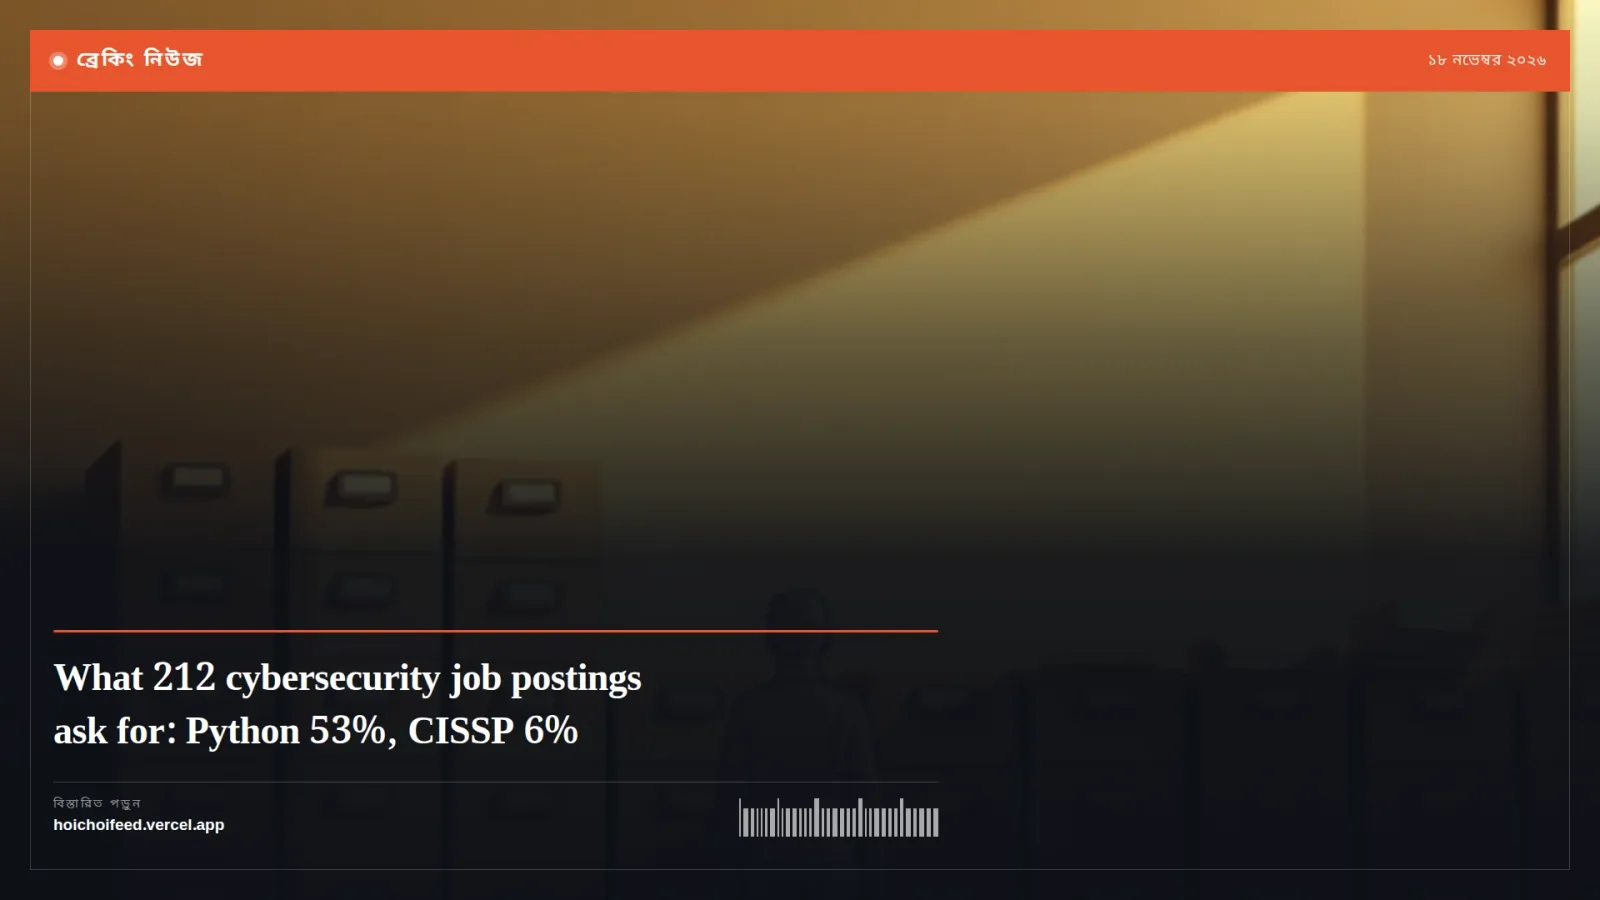 ব্রেকিং নিউজ
১৮ নভেম্বর ২০২৬
What 212 cybersecurity job postings
ask for: Python 53%, CISSP 6%
বিস্তারিত পড়ুন
hoichoifeed.vercel.app